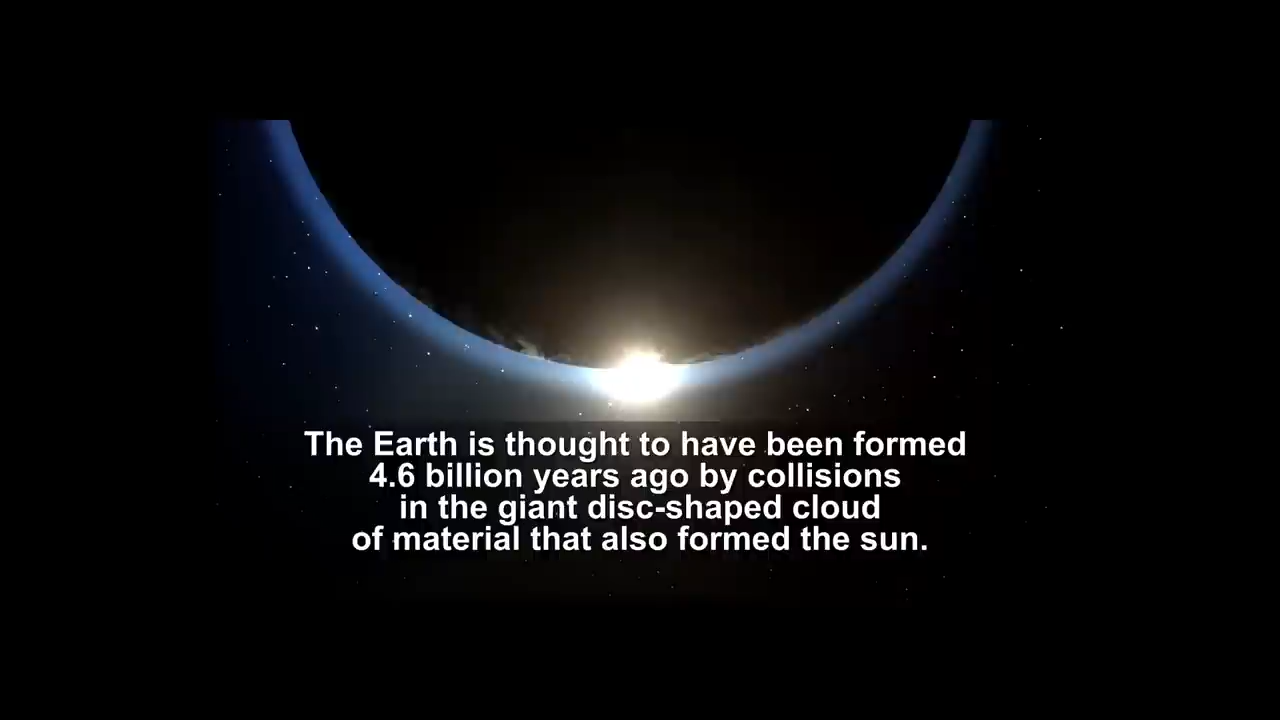 The Earth is thought to have been formed
4.6 billion years ago by collisions
in the giant disc-shaped cloud
of material that also formed the sun.